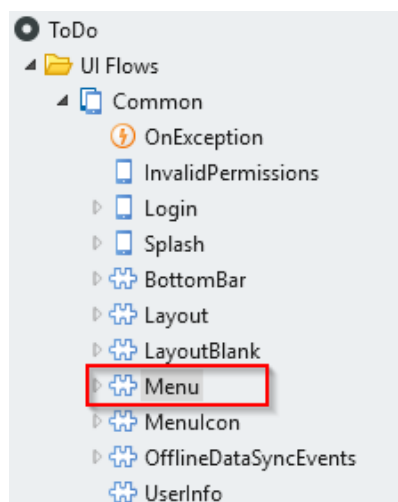 ToDo
UI Flows
Common
OnException
InvalidPermissions
Login
Splash
BottomBar
Layout
LayoutBlank
Menu
MenuIcon
OfflineDataSyncEvents
UserInfo